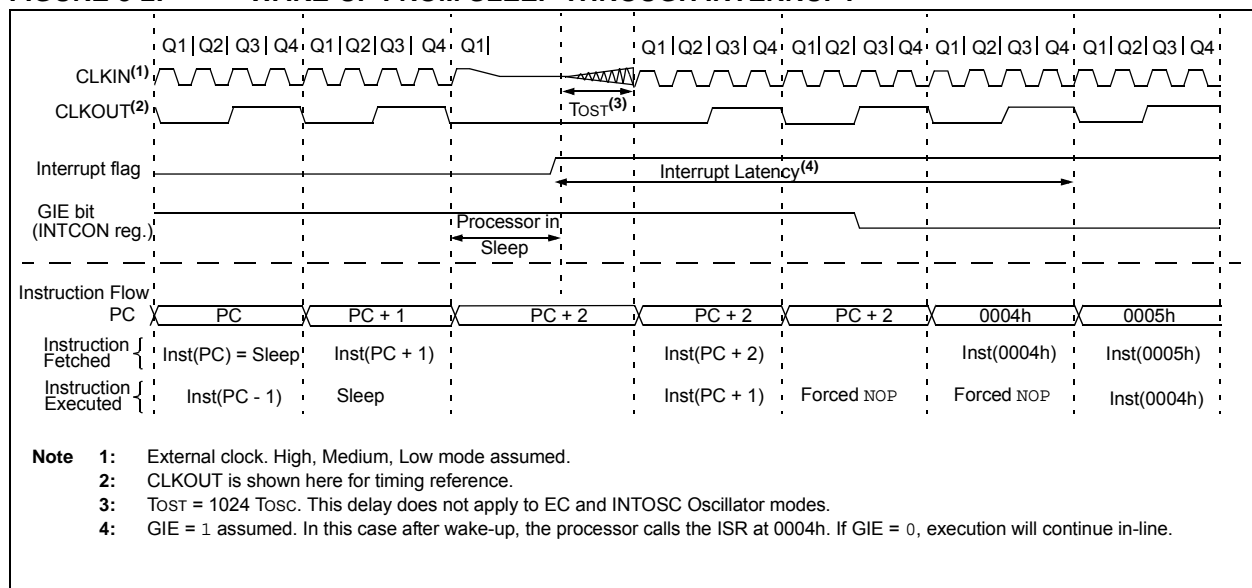 Q1| Q2| Q3| Q4 Q1| Q2| Q3| Q4 Q1| Q1| Q2| Q3| Q4 Q1| Q2| Q3| Q4 Q1| Q2| Q3| Q4 Q1| Q2| Q3| Q4
CLKIN(1)
CLKOUT(2)
TOST(3)
Interrupt flag
Interrupt Latency(4)
GIE bit
(INTCON reg.)
Processor in
Sleep
Instruction Flow
PC PC PC + 1 PC + 2 PC + 2 PC + 2 0004h 0005h
Instruction
Fetched
Inst(PC) = Sleep Inst(PC + 1) Inst(PC + 2) Inst(0004h) Inst(0005h)
Instruction
Executed
Inst(PC - 1) Sleep Inst(PC + 1) Forced NOP Forced NOP Inst(0004h)
Note 1: External clock. High, Medium, Low mode assumed.
2: CLKOUT is shown here for timing reference.
3: TOST = 1024 TOSC. This delay does not apply to EC and INTOSC Oscillator modes.
4: GIE = 1 assumed. In this case after wake-up, the processor calls the ISR at 0004h. If GIE = 0, execution will continue in-line.